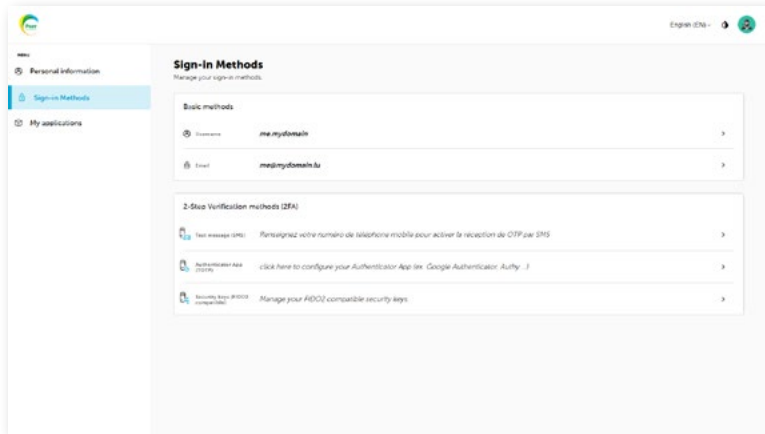 English (EN)
MENU
Personal information
Sign-in Methods
My applications
Sign-in Methods
Manage your sign-in methods.
Basic methods
Username me.mydomain
Email me@mydomain.lu
2-Step Verification methods (2FA)
Text message (SMS) Renseignez votre numéro de téléphone mobile pour activer la réception de OTP par SMS
Authenticator App
(TOTP)
click here to configure your Authenticator App (ex. Google Authenticator, Authy ...)
Security keys (FIDO2
compatible)
Manage your FIDO2 compatible security keys